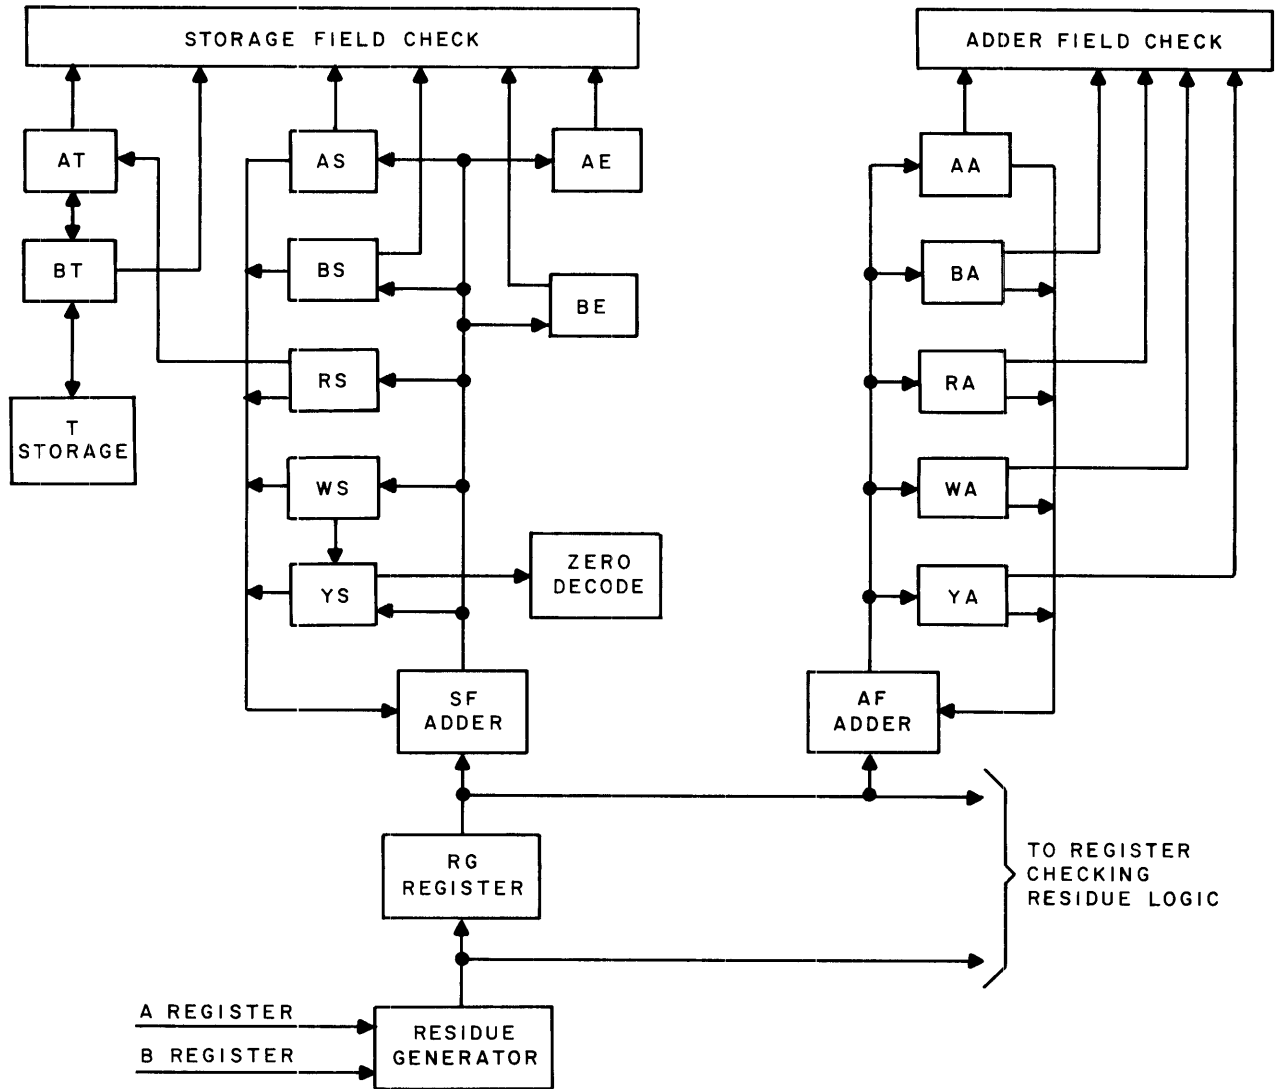 STORAGE FIELD CHECK
ADDER FIELD CHECK
AT
AS
AE
AA
BT
BS
BE
BA
RS
RA
T
STORAGE
WS
WA
YS
ZERO
DECODE
YA
SF
ADDER
AF
ADDER
RG
REGISTER
TO REGISTER
CHECKING
RESIDUE LOGIC
A REGISTER
B REGISTER
RESIDUE
GENERATOR